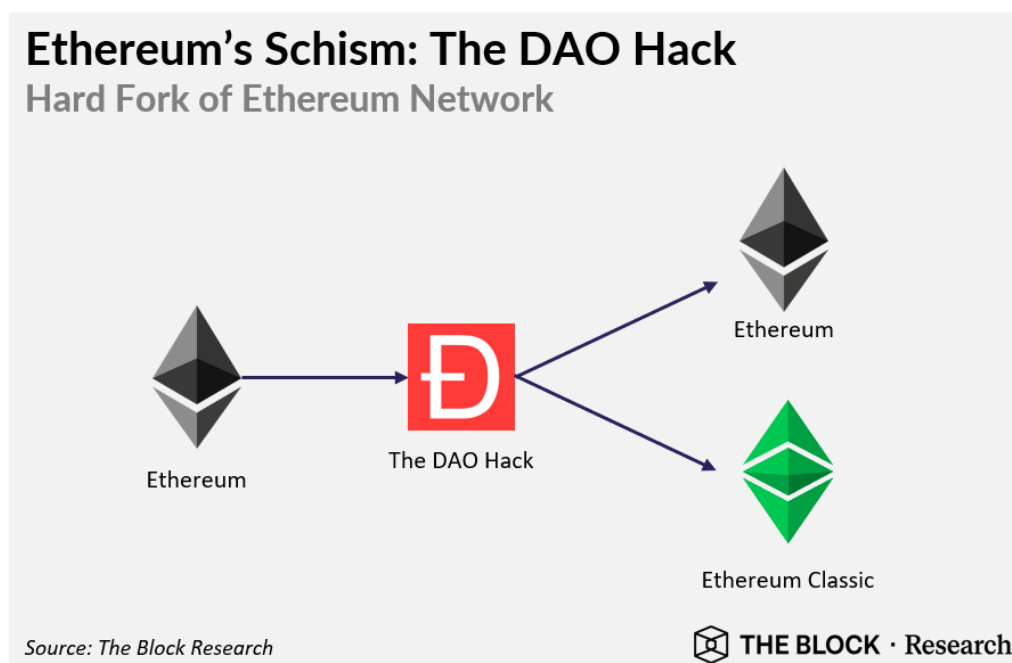 Ethereum’s Schism: The DAO Hack
Hard Fork of Ethereum Network
Ethereum
Ethereum
The DAO Hack
Ethereum Classic
Source: The Block Research
THE BLOCK · Research